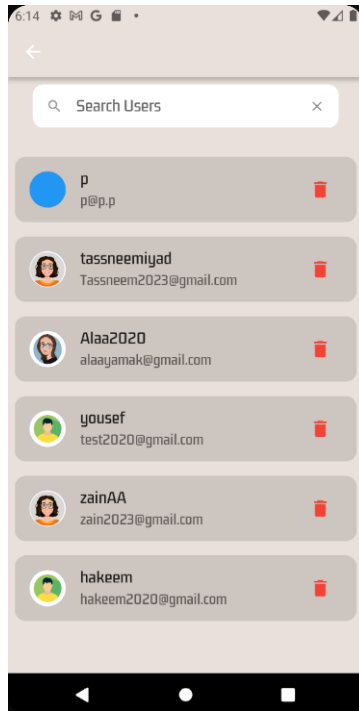 6:14
Search Users
p
p@p.p
tassneemiyad
Tassneem2023@gmail.com
Alaa2020
alaayamak@gmail.com
yousef
test2020@gmail.com
zainAA
zain2023@gmail.com
hakeem
hakeem2020@gmail.com